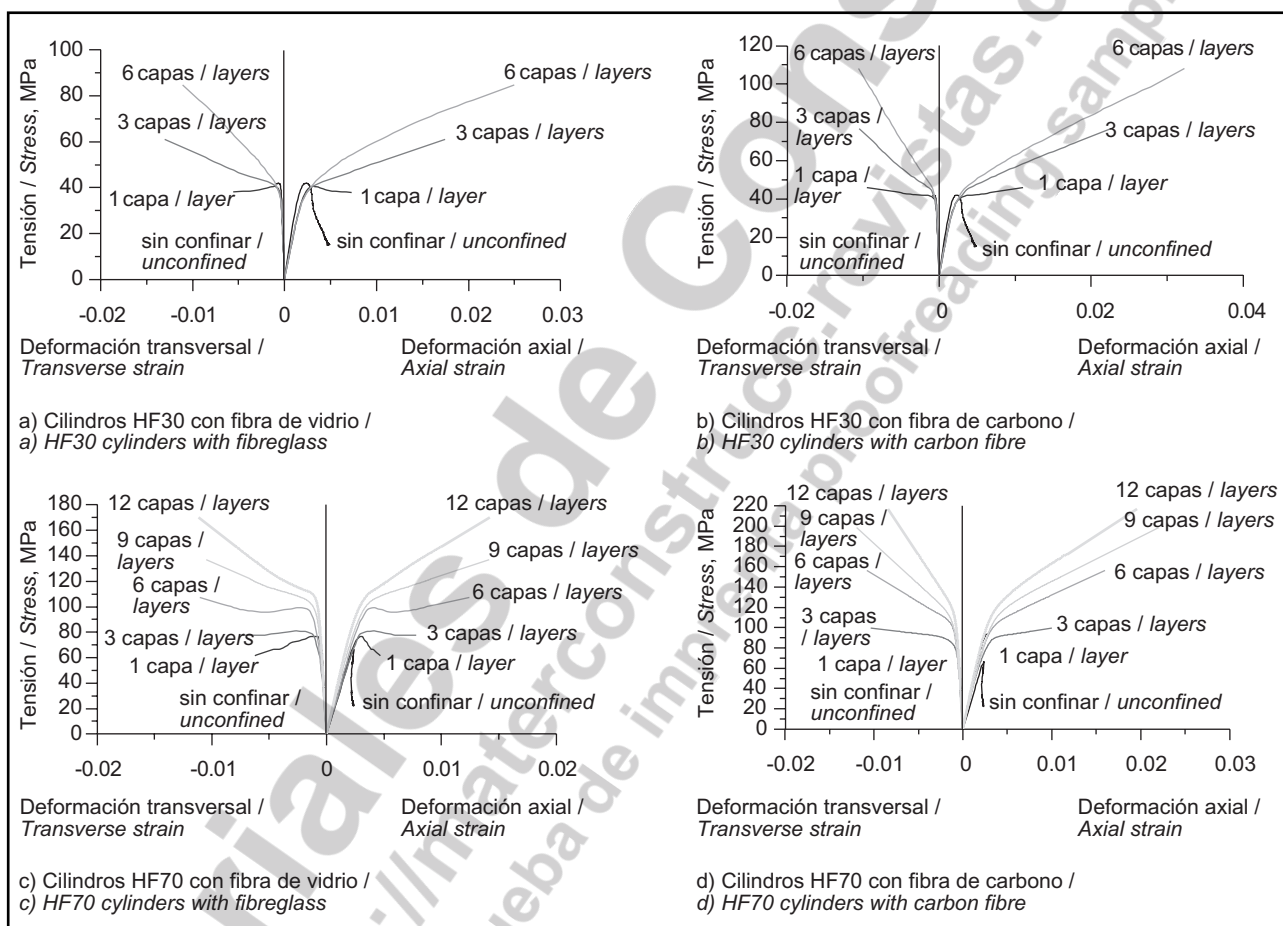 100
80
60
40
20
0
Tensión / Stress, MPa
6 capas / layers
3 capas / layers
1 capa / layer
sin confinar /
unconfined
6 capas / layers
3 capas / layers
1 capa / layer
sin confinar / unconfined
-0.02 -0.01 0 0.01 0.02 0.03
Deformación transversal /
Transverse strain
Deformación axial /
Axial strain
a) Cilindros HF30 con fibra de vidrio /
a) HF30 cylinders with fibreglass
120
100
80
60
40
20
0
Tensión / Stress, MPa
6 capas / layers
3 capas /
layers
1 capa /
layer
sin confinar /
unconfined
6 capas / layers
3 capas / layers
1 capa / layer
sin confinar / unconfined
-0.02 0 0.02 0.04
Deformación transversal /
Transverse strain
Deformación axial /
Axial strain
b) Cilindros HF30 con fibra de carbono /
b) HF30 cylinders with carbon fibre
180
160
140
120
100
80
60
40
20
0
Tensión / Stress, MPa
12 capas / layers
9 capas /
layers
6 capas /
layers
3 capas / layers
1 capa / layer
sin confinar /
unconfined
12 capas / layers
9 capas / layers
6 capas / layers
3 capas / layers
1 capa / layer
sin confinar / unconfined
-0.02 -0.01 0 0.01 0.02
Deformación transversal /
Transverse strain
Deformación axial /
Axial strain
c) Cilindros HF70 con fibra de vidrio /
c) HF70 cylinders with fibreglass
220
200
180
160
140
120
100
80
60
40
20
0
Tensión / Stress, MPa
12 capas / layers
9 capas /
layers
6 capas /
layers
3 capas
/ layers
1 capa / layer
sin confinar /
unconfined
12 capas / layers
9 capas / layers
6 capas / layers
3 capas / layers
1 capa / layer
sin confinar / unconfined
-0.02 -0.01 0 0.01 0.02 0.03
Deformación transversal /
Transverse strain
Deformación axial /
Axial strain
d) Cilindros HF70 con fibra de carbono /
d) HF70 cylinders with carbon fibre
riales de Cons
://materconstrucc.revistas.c
ueba de imprenta proofreading sampl